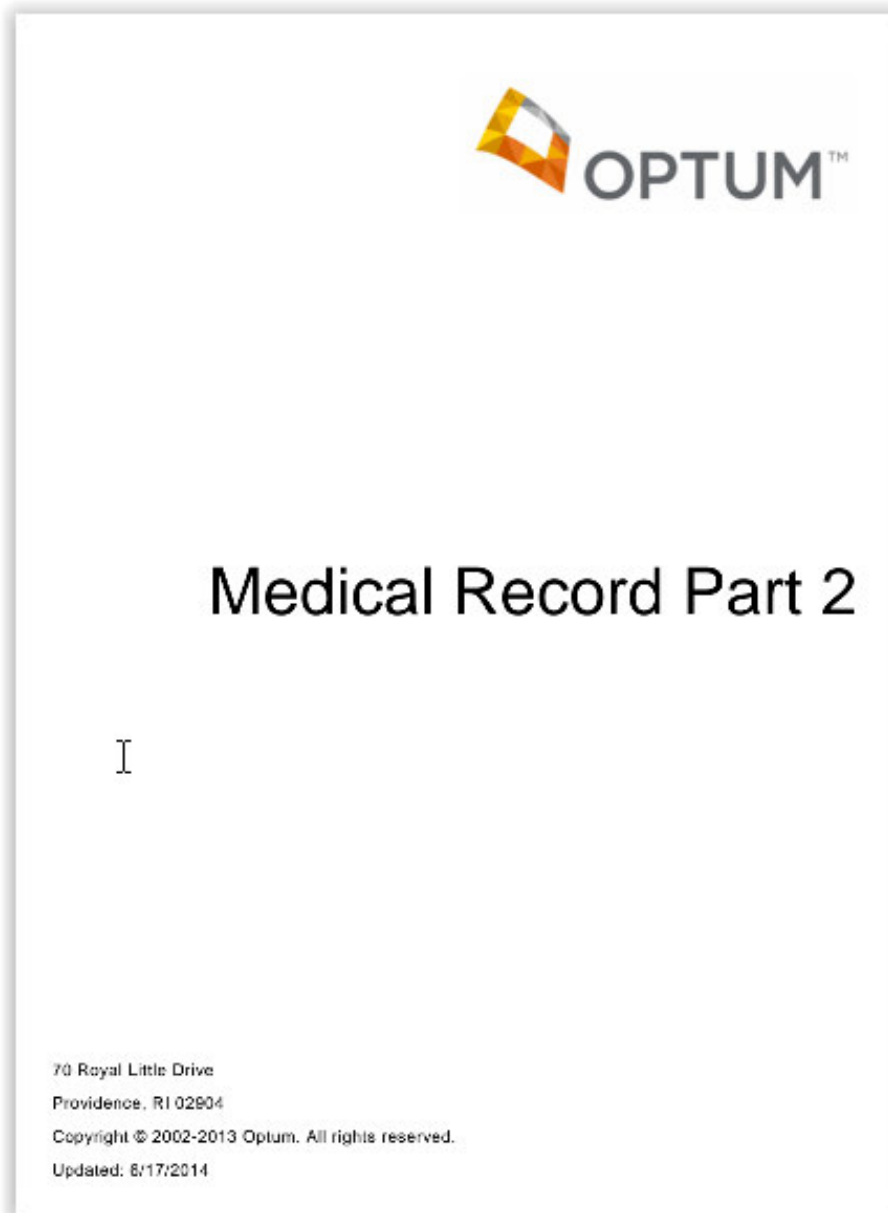 OPTUM™
Medical Record Part 2
70 Royal Little Drive
Providence, RI 02904
Copyright © 2002-2013 Optum. All rights reserved.
Updated: 6/17/2014